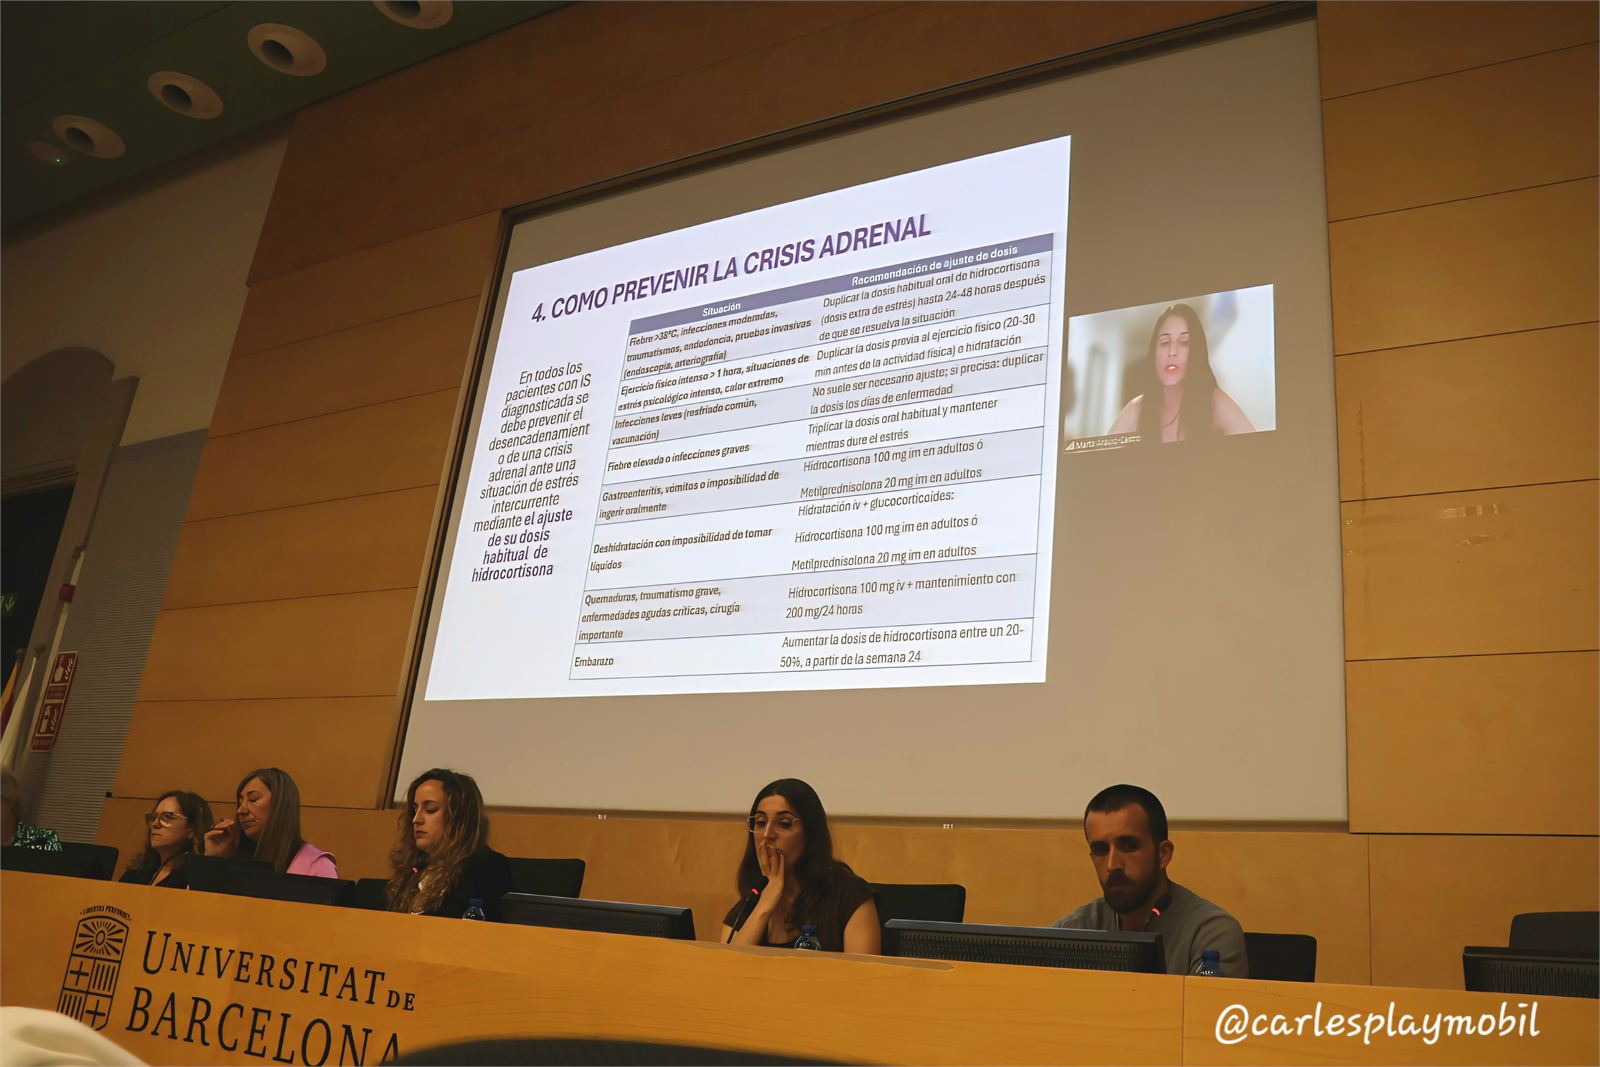 4. COMO PREVENIR LA CRISIS ADRENAL
En todos los
pacientes con IS
diagnosticada se
debe prevenir el
desencadenamient
o de una crisis
adrenal ante una
situación de estrés
intercurrente
mediante el ajuste
de su dosis
habitual de
hidrocortisona
Situación
Recomendación de ajuste de dosis
Fiebre >38ºC, infecciones moderadas,
traumatismos, endodoncia, pruebas invasivas
(endoscopia, arteriografía)
Duplicar la dosis habitual oral de hidrocortisona
(dosis extra de estrés) hasta 24-48 horas después
de que se resuelva la situación
Ejercicio físico intenso > 1 hora, situaciones de
estrés psicológico intenso, calor extremo
Duplicar la dosis previa al ejercicio físico (20-30
min antes de la actividad física) e hidratación
Infecciones leves (resfriado común,
vacunación)
No suele ser necesario ajuste; si precisa: duplicar
la dosis los días de enfermedad
Fiebre elevada o infecciones graves
Triplicar la dosis oral habitual y mantener
mientras dure el estrés
Gastroenteritis, vómitos o imposibilidad de
ingerir oralmente
Hidrocortisona 100 mg im en adultos ó
Metilprednisolona 20 mg im en adultos
Deshidratación con imposibilidad de tomar
líquidos
Hidratación iv + glucocorticoides:
Hidrocortisona 100 mg im en adultos ó
Metilprednisolona 20 mg im en adultos
Quemaduras, traumatismo grave,
enfermedades agudas críticas, cirugía
importante
Hidrocortisona 100 mg iv + mantenimiento con
200 mg/24 horas
Embarazo
Aumentar la dosis de hidrocortisona entre un 20-
50%, a partir de la semana 24
Marta Araujo-Castro
LIBERTAS PERFUNDET
UNIVERSITAT DE
BARCELONA
@carlesplaymobil